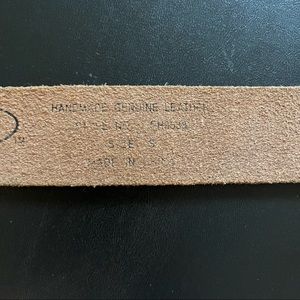 HANDMADE GENUINE LEATHER
STYLE NO.
SIZE: S
MADE IN